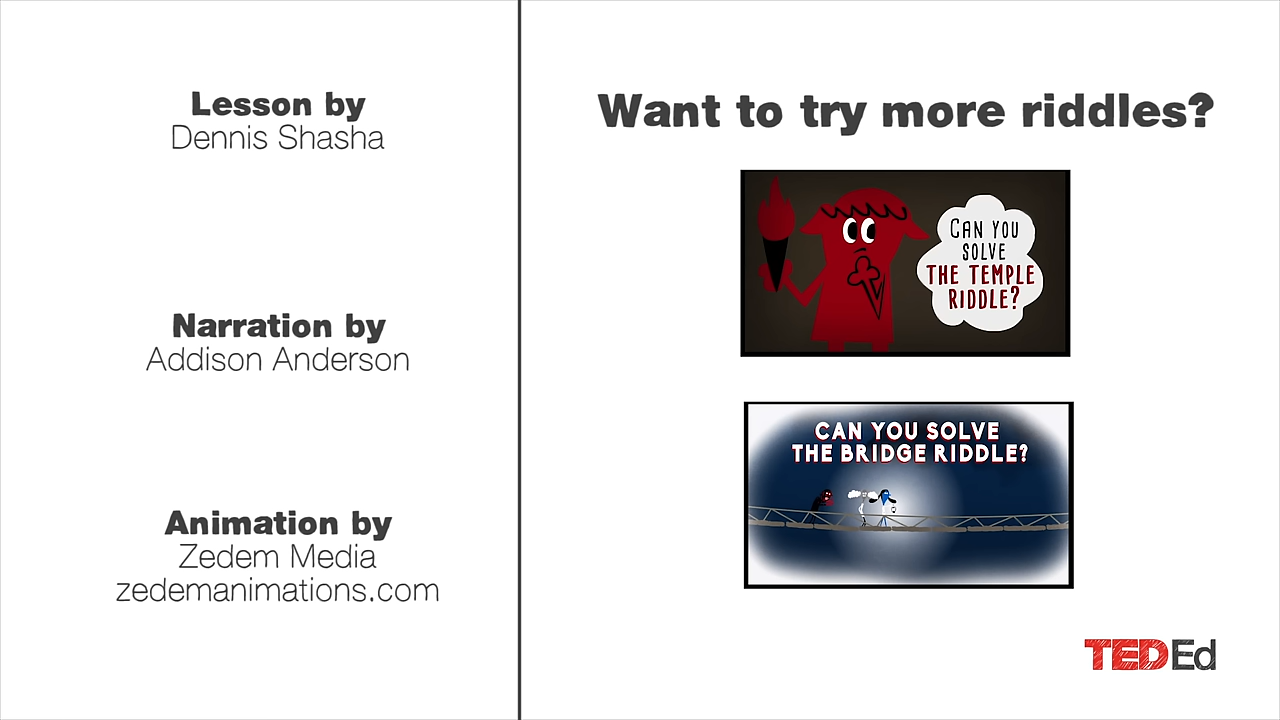 Lesson by
Dennis Shasha
Narration by
Addison Anderson
Animation by
Zedem Media
zedemanimations.com
Want to try more riddles?
CAN YOU
SOLVE
THE TEMPLE
RIDDLE?
CAN YOU SOLVE
THE BRIDGE RIDDLE?
TEDEd